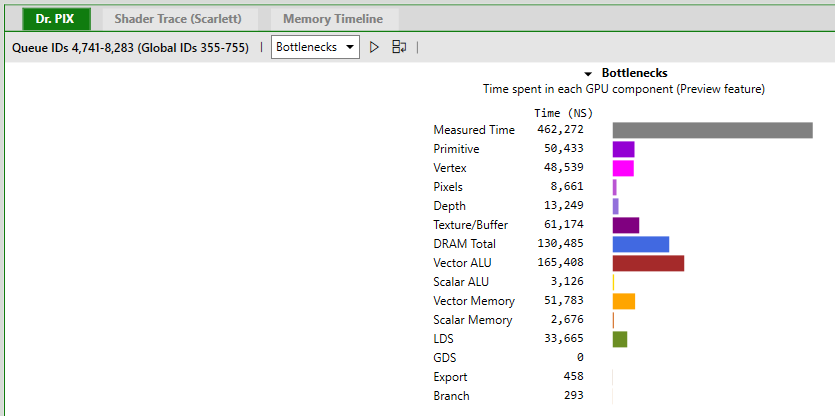 Dr. PIX Shader Trace (Scarlett) Memory Timeline
Queue IDs 4,741-8,283 (Global IDs 355-755) | Bottlenecks |
Bottlenecks
Time spent in each GPU component (Preview feature)
Time (NS)
Measured Time 462,272
Primitive 50,433
Vertex 48,539
Pixels 8,661
Depth 13,249
Texture/Buffer 61,174
DRAM Total 130,485
Vector ALU 165,408
Scalar ALU 3,126
Vector Memory 51,783
Scalar Memory 2,676
LDS 33,665
GDS 0
Export 458
Branch 293